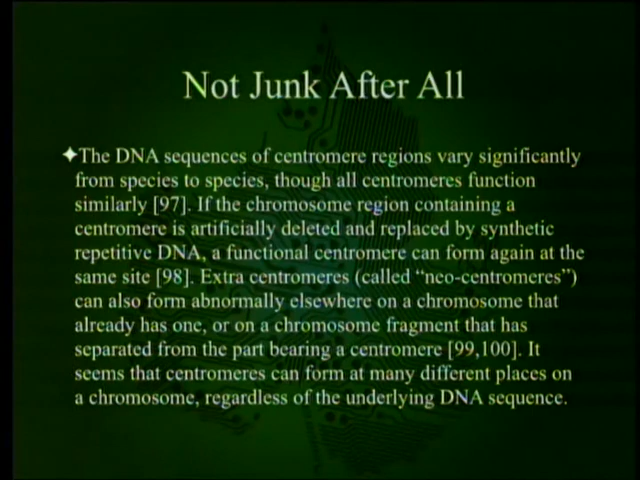 Not Junk After All
✦The DNA sequences of centromere regions vary significantly
from species to species, though all centromeres function
similarly [97]. If the chromosome region containing a
centromere is artificially deleted and replaced by synthetic
repetitive DNA, a functional centromere can form again at the
same site [98]. Extra centromeres (called “neo-centromeres”)
can also form abnormally elsewhere on a chromosome that
already has one, or on a chromosome fragment that has
separated from the part bearing a centromere [99,100]. It
seems that centromeres can form at many different places on
a chromosome, regardless of the underlying DNA sequence.